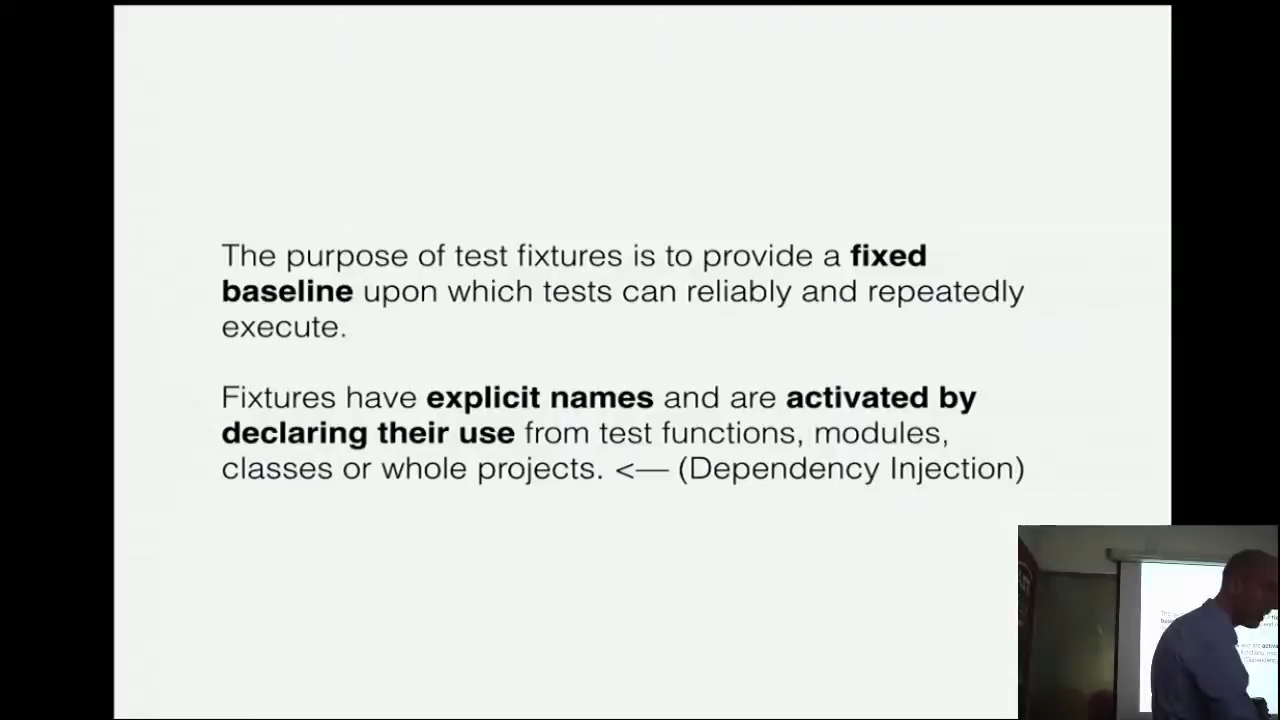 The purpose of test fixtures is to provide a fixed
baseline upon which tests can reliably and repeatedly
execute.
Fixtures have explicit names and are activated by
declaring their use from test functions, modules,
classes or whole projects. <— (Dependency Injection)